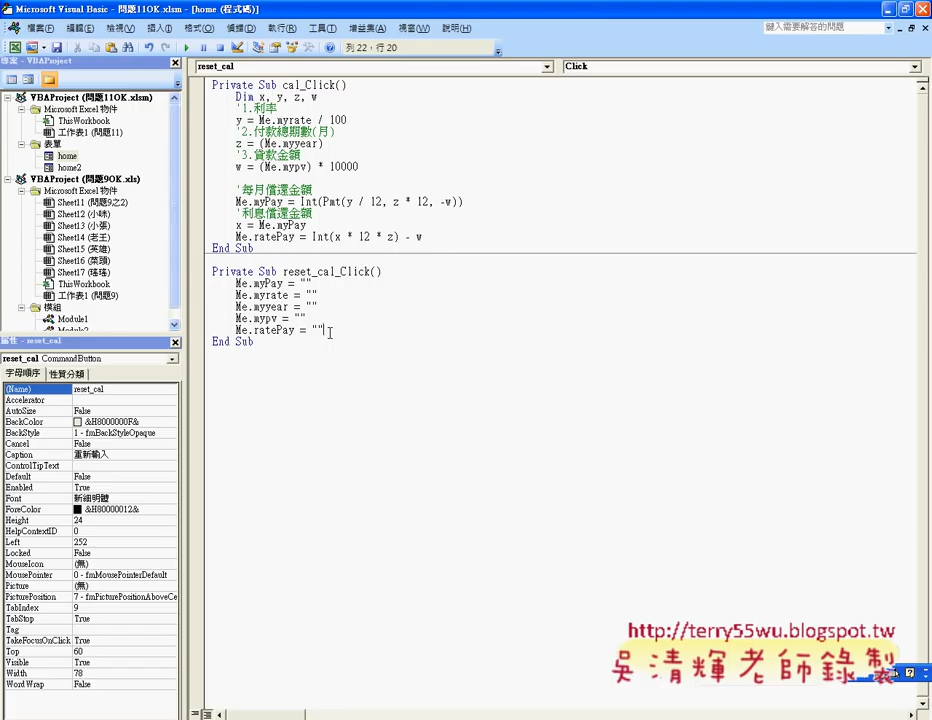 Microsoft Visual Basic - 問題11OK.xlsm - [home (程式碼)]
檔案(F) 編輯(E) 檢視(V) 插入(I) 格式(O) 偵錯(D) 執行(R) 工具(T) 增益集(A) 視窗(W) 說明(H)
鍵入需要解答的問題
列 22，行 20
專案 - VBAProject
reset_cal
Click
VBAProject (問題11OK.xlsm)
Microsoft Excel 物件
ThisWorkbook
工作表1 (問題11)
表單
home
home2
VBAProject (問題9OK.xls)
Microsoft Excel 物件
Sheet11 (問題9之2)
Sheet12 (小咪)
Sheet13 (小張)
Sheet14 (老王)
Sheet15 (英雄)
Sheet16 (菜頭)
Sheet17 (瑤瑤)
ThisWorkbook
工作表1 (問題9)
模組
Module1
Module2
Private Sub cal_Click()
Dim x, y, z, w
'1.利率
y = Me.myrate / 100
'2.付款總期數(月)
z = (Me.myyear)
'3.貸款金額
w = (Me.mypv) * 10000
'每月償還金額
Me.myPay = Int(Pmt(y / 12, z * 12, -w))
'利息償還金額
x = Me.myPay
Me.ratePay = Int(x * 12 * z) - w
End Sub
Private Sub reset_cal_Click()
Me.myPay = ""
Me.myrate = ""
Me.myyear = ""
Me.mypv = ""
Me.ratePay = ""
End Sub
屬性 - reset_cal
reset_cal CommandButton
字母順序 性質分類
(Name) reset_cal
Accelerator
AutoSize False
BackColor &H8000000F&
BackStyle 1 - fmBackStyleOpaque
Cancel False
Caption 重新輸入
ControlTipText
Default False
Enabled True
Font 新細明體
ForeColor &H80000012&
Height 24
HelpContextID 0
Left 252
Locked False
MouseIcon (無)
MousePointer 0 - fmMousePointerDefault
Picture (無)
PicturePosition 7 - fmPicturePositionAboveCe
TabIndex 9
TabStop True
Tag
TakeFocusOnClick True
Top 60
Visible True
Width 78
WordWrap False
http://terry55wu.blogspot.tw
吳清輝老師錄製